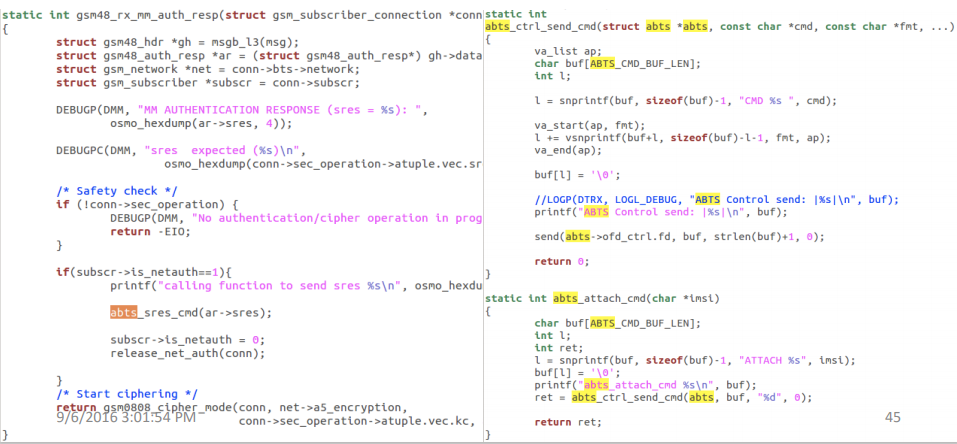 static int gsm48_rx_mm_auth_resp(struct gsm_subscriber_connection *conn
{
struct gsm48_hdr *gh = msgb_l3(msg);
struct gsm48_auth_resp *ar = (struct gsm48_auth_resp*) gh->data
struct gsm_network *net = conn->bts->network;
struct gsm_subscriber *subscr = conn->subscr;
DEBUGP(DMM, "MM AUTHENTICATION RESPONSE (sres = %s): ",
osmo_hexdump(ar->sres, 4));
DEBUGPC(DMM, "sres  expected (%s)\n",
osmo_hexdump(conn->sec_operation->atuple.vec.sr
/* Safety check */
if (!conn->sec_operation) {
DEBUGP(DMM, "No authentication/cipher operation in prog
return -EIO;
}
if(subscr->is_netauth==1){
printf("calling function to send sres %s\n", osmo_hexdu
abts_sres_cmd(ar->sres);
subscr->is_netauth = 0;
release_net_auth(conn);
}
/* Start ciphering */
return gsm0808_cipher_mode(conn, net->a5_encryption,
conn->sec_operation->atuple.vec.kc,
}
9/6/2016 3:01:54 PM
static int
abts_ctrl_send_cmd(struct abts *abts, const char *cmd, const char *fmt, ...)
{
va_list ap;
char buf[ABTS_CMD_BUF_LEN];
int l;
l = snprintf(buf, sizeof(buf)-1, "CMD %s ", cmd);
va_start(ap, fmt);
l += vsnprintf(buf+l, sizeof(buf)-l-1, fmt, ap);
va_end(ap);
buf[l] = '\0';
//LOGP(DTRX, LOGL_DEBUG, "ABTS Control send: |%s|\n", buf);
printf("ABTS Control send: |%s|\n", buf);
send(abts->ofd_ctrl.fd, buf, strlen(buf)+1, 0);
return 0;
}
static int abts_attach_cmd(char *imsi)
{
char buf[ABTS_CMD_BUF_LEN];
int l;
int ret;
l = snprintf(buf, sizeof(buf)-1, "ATTACH %s", imsi);
buf[l] = '\0';
printf("abts_attach_cmd %s\n", buf);
ret = abts_ctrl_send_cmd(abts, buf, "%d", 0);
return ret;
}
45